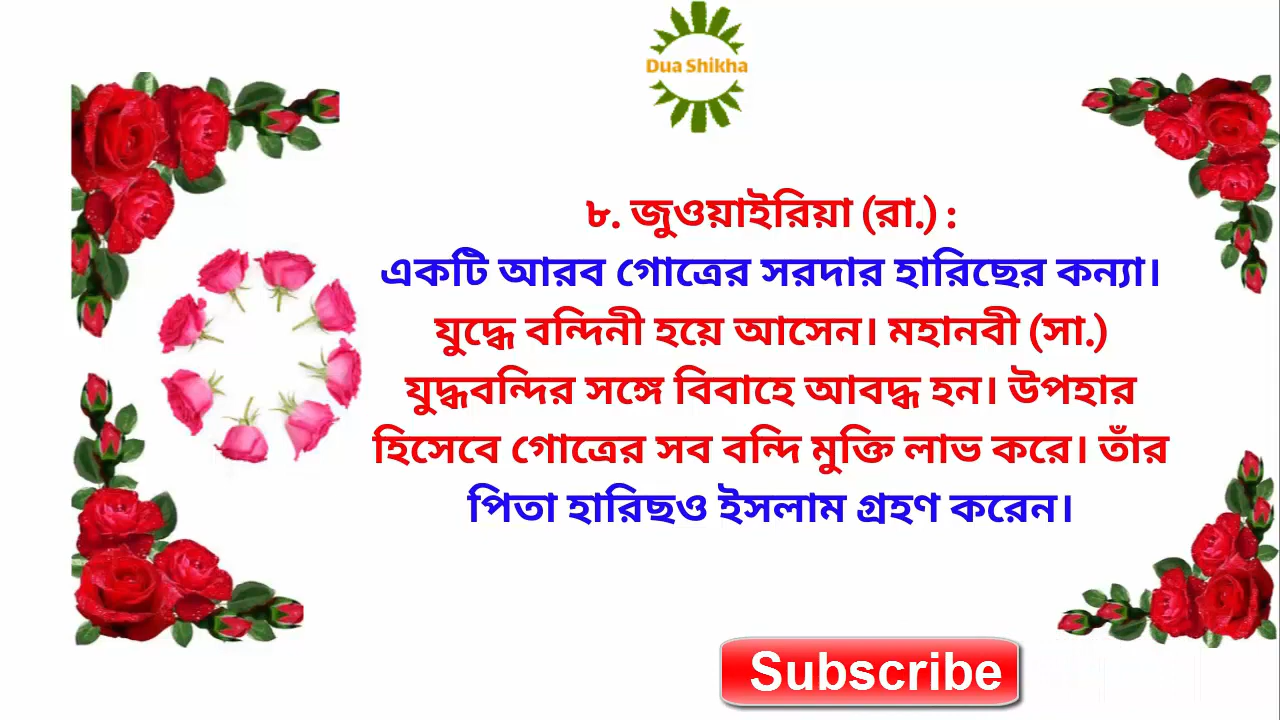 Dua Shikha
৮. জুওয়াইরিয়া (রা.) :
একটি আরব গোত্রের সরদার হারিছের কন্যা।
যুদ্ধে বন্দিনী হয়ে আসেন। মহানবী (সা.)
যুদ্ধবন্দির সঙ্গে বিবাহে আবদ্ধ হন। উপহার
হিসেবে গোত্রের সব বন্দি মুক্তি লাভ করে। তাঁর
পিতা হারিছও ইসলাম গ্রহণ করেন।
Subscribe